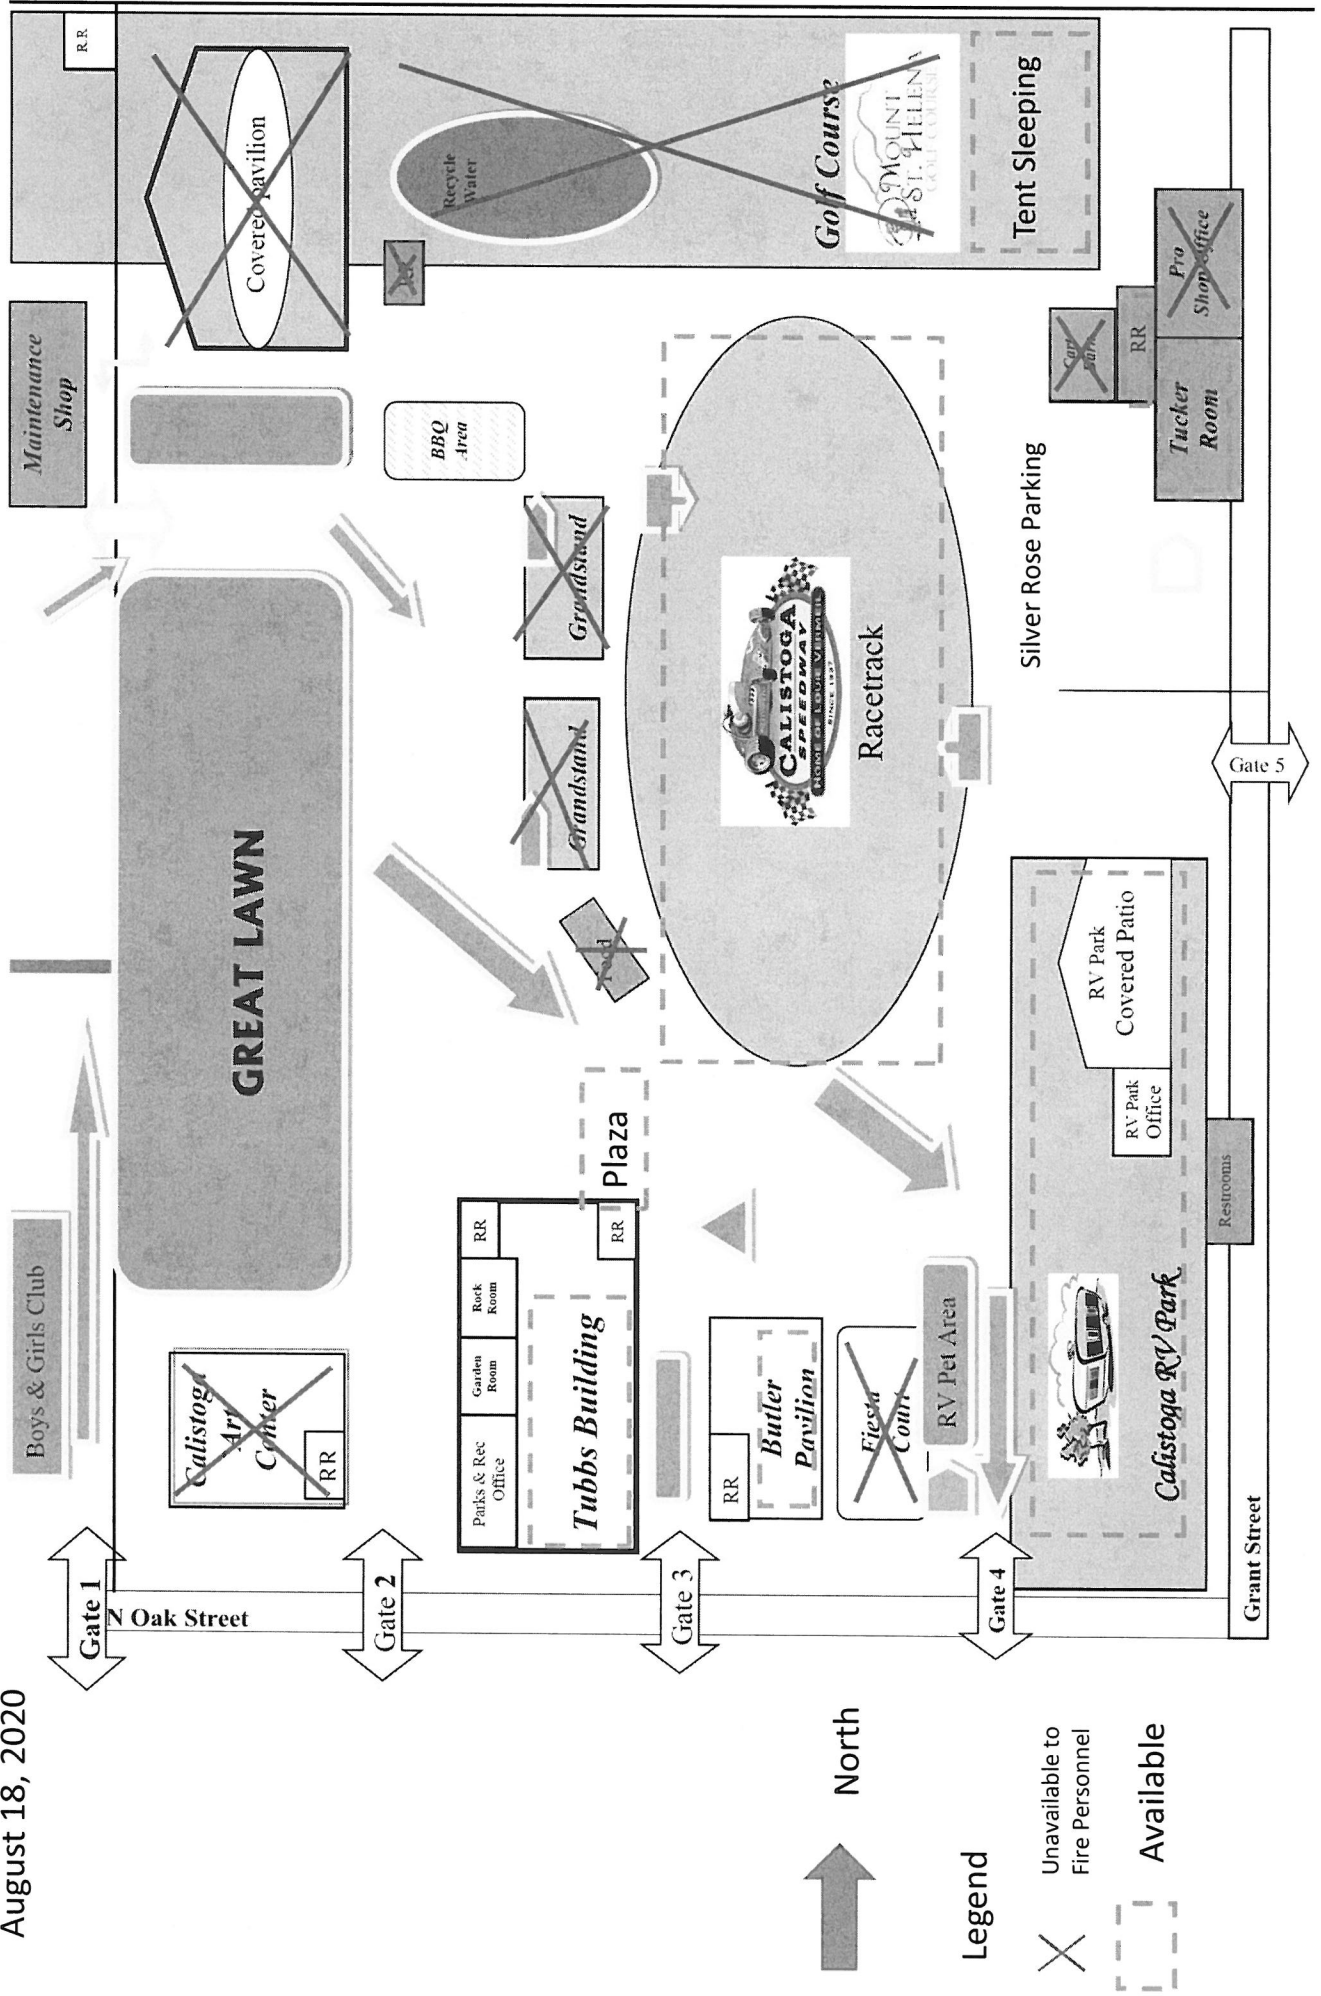 August 18, 2020
Gate 1
N Oak Street
Gate 2
Gate 3
Gate 4
Grant Street
Boys & Girls Club
Calistoga
Art
Center
RR
GREAT LAWN
Maintenance
Shop
R.R
Covered pavilion
Recycle
Water
BBQ
Area
Parks & Rec
Office
Garden
Room
Rock
Room
RR
Tubbs Building
RR
Plaza
Food
Grandstand
Grandstand
Golf Course
MOUNT
ST. HELENA
GOLF COURSE
Tent Sleeping
RR
Butler
Pavilion
Fiesta
Court
RV Pet Area
CALISTOGA
SPEEDWAY
SINCE 1937
Racetrack
Silver Rose Parking
Calistoga RV Park
RV Park
Office
RV Park
Covered Patio
Restrooms
Gate 5
Cart
Barn
RR
Tucker
Room
Pro
Shop/office
North
Legend
Unavailable to
Fire Personnel
Available